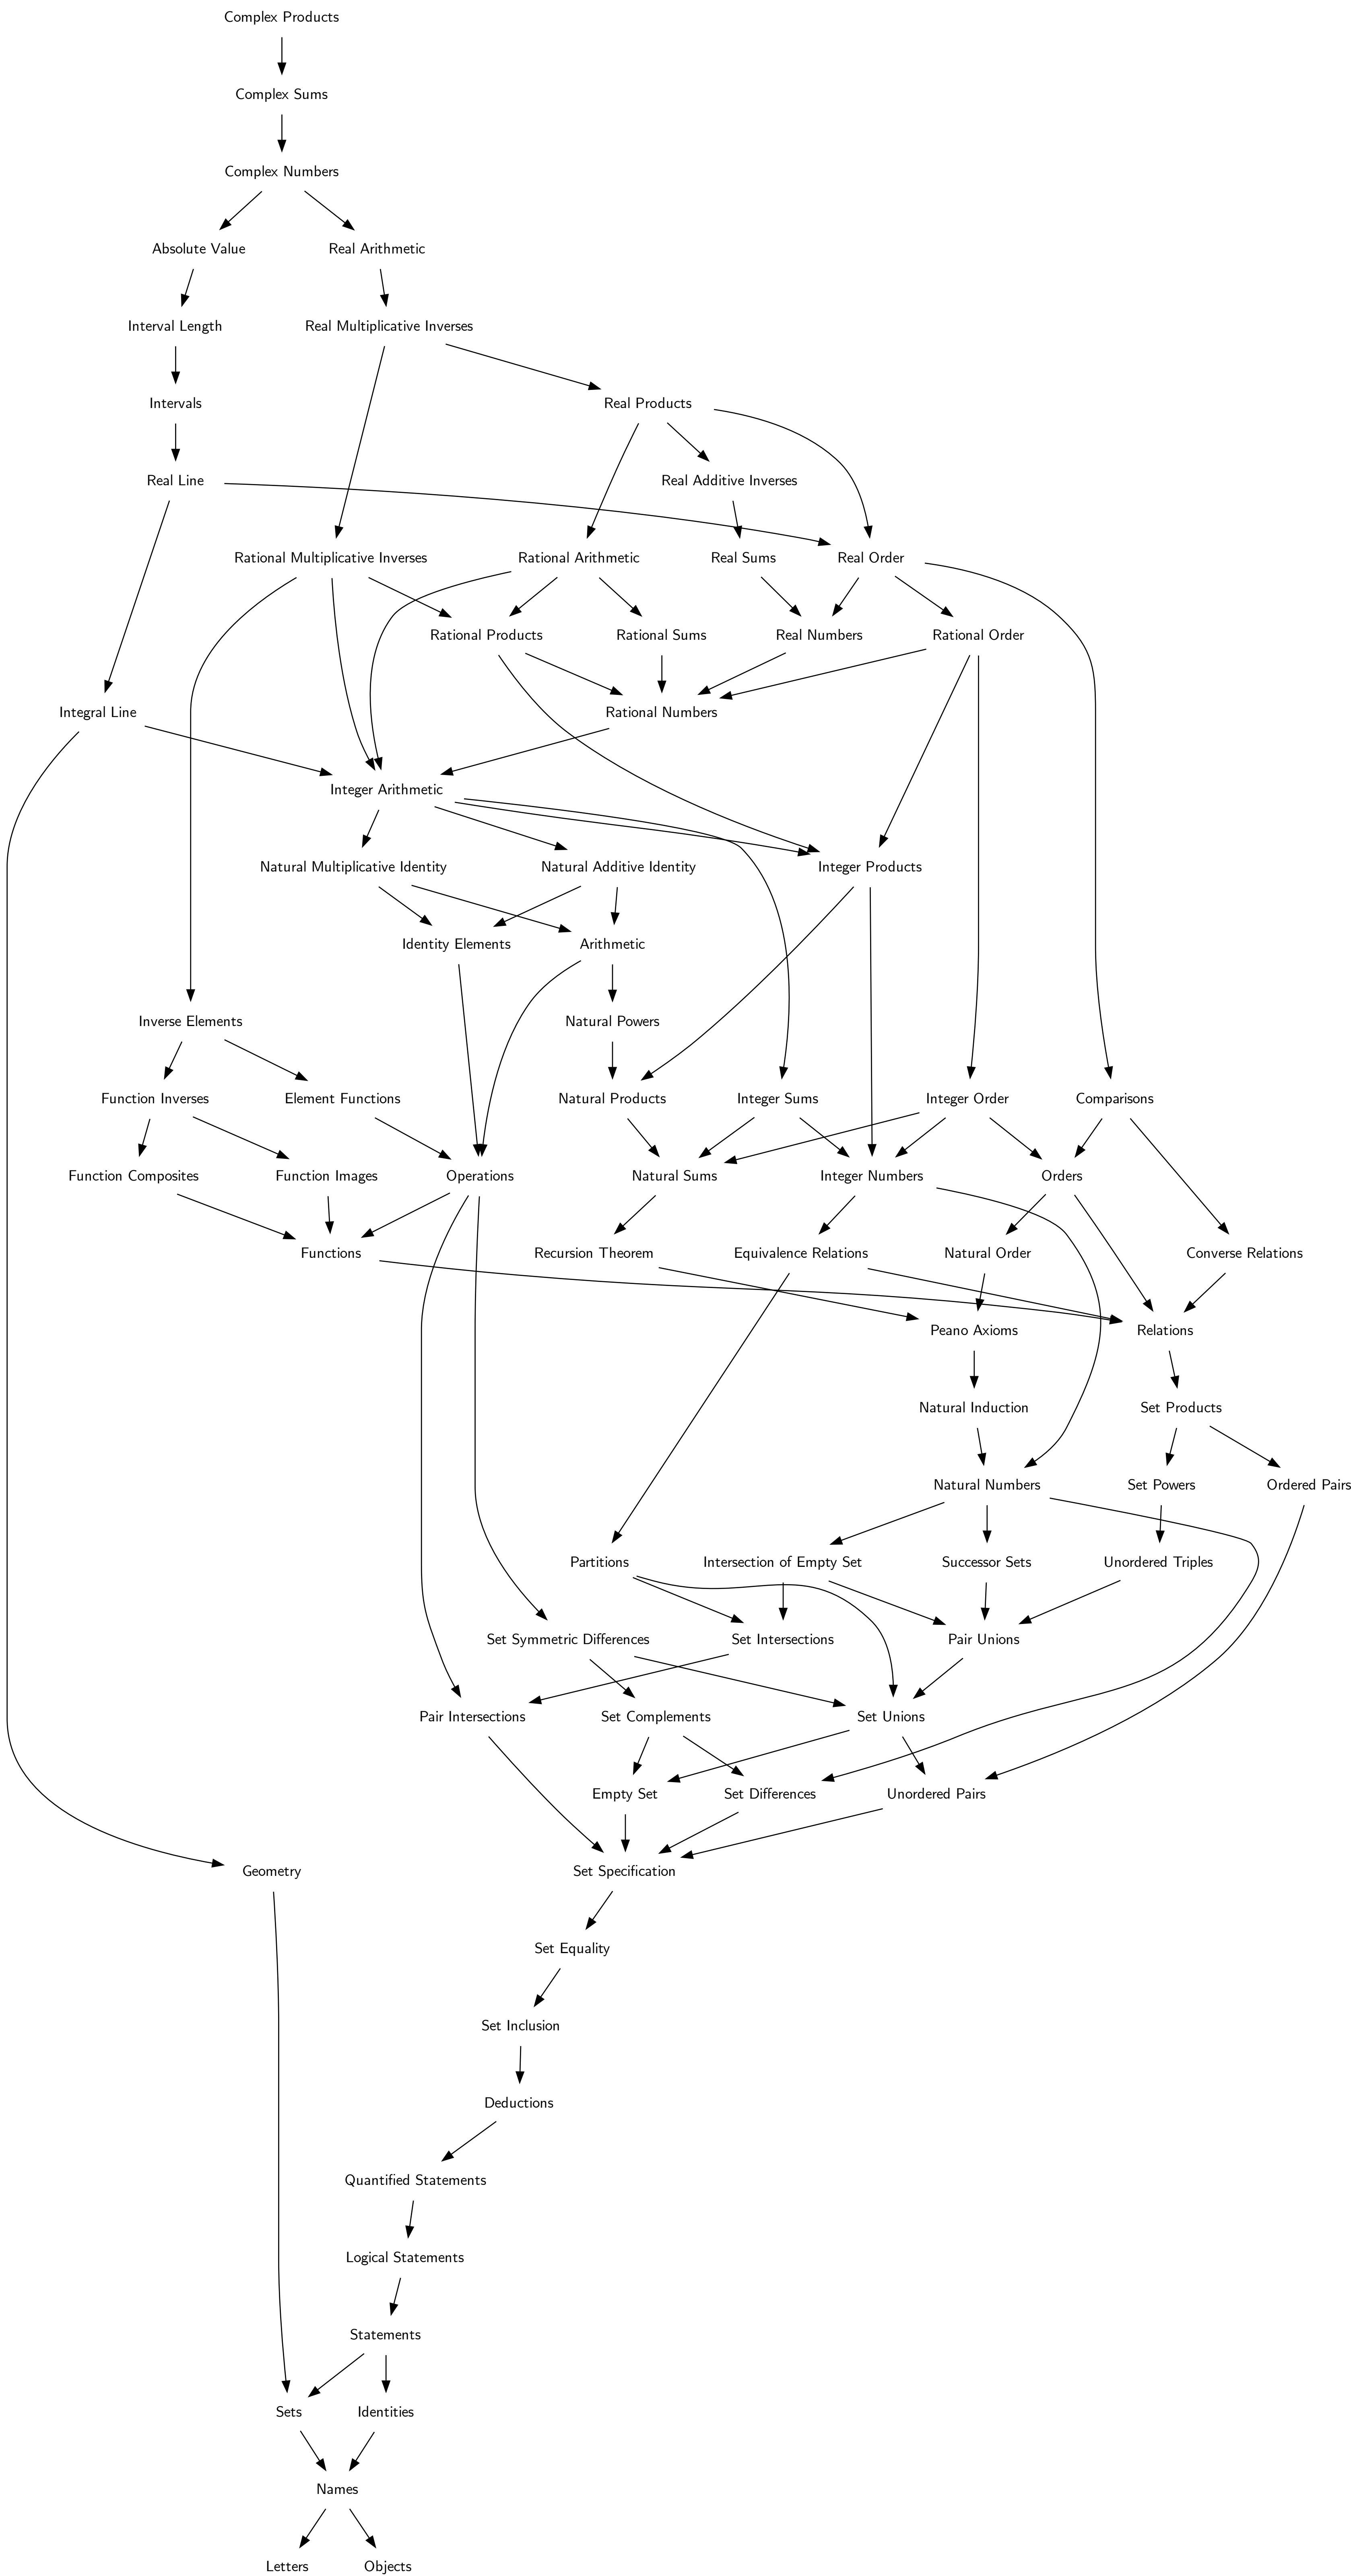 Complex Products
Complex Sums
Complex Numbers
Absolute Value
Real Arithmetic
Interval Length
Real Multiplicative Inverses
Intervals
Real Products
Real Line
Real Additive Inverses
Rational Multiplicative Inverses
Rational Arithmetic
Real Sums
Real Order
Rational Products
Rational Sums
Real Numbers
Rational Order
Integral Line
Rational Numbers
Integer Arithmetic
Natural Multiplicative Identity
Natural Additive Identity
Integer Products
Identity Elements
Arithmetic
Inverse Elements
Natural Powers
Function Inverses
Element Functions
Natural Products
Integer Sums
Integer Order
Comparisons
Function Composites
Function Images
Operations
Natural Sums
Integer Numbers
Orders
Functions
Recursion Theorem
Equivalence Relations
Natural Order
Converse Relations
Peano Axioms
Relations
Natural Induction
Set Products
Natural Numbers
Set Powers
Ordered Pairs
Partitions
Intersection of Empty Set
Successor Sets
Unordered Triples
Set Symmetric Differences
Set Intersections
Pair Unions
Pair Intersections
Set Complements
Set Unions
Empty Set
Set Differences
Unordered Pairs
Geometry
Set Specification
Set Equality
Set Inclusion
Deductions
Quantified Statements
Logical Statements
Statements
Sets
Identities
Names
Letters
Objects